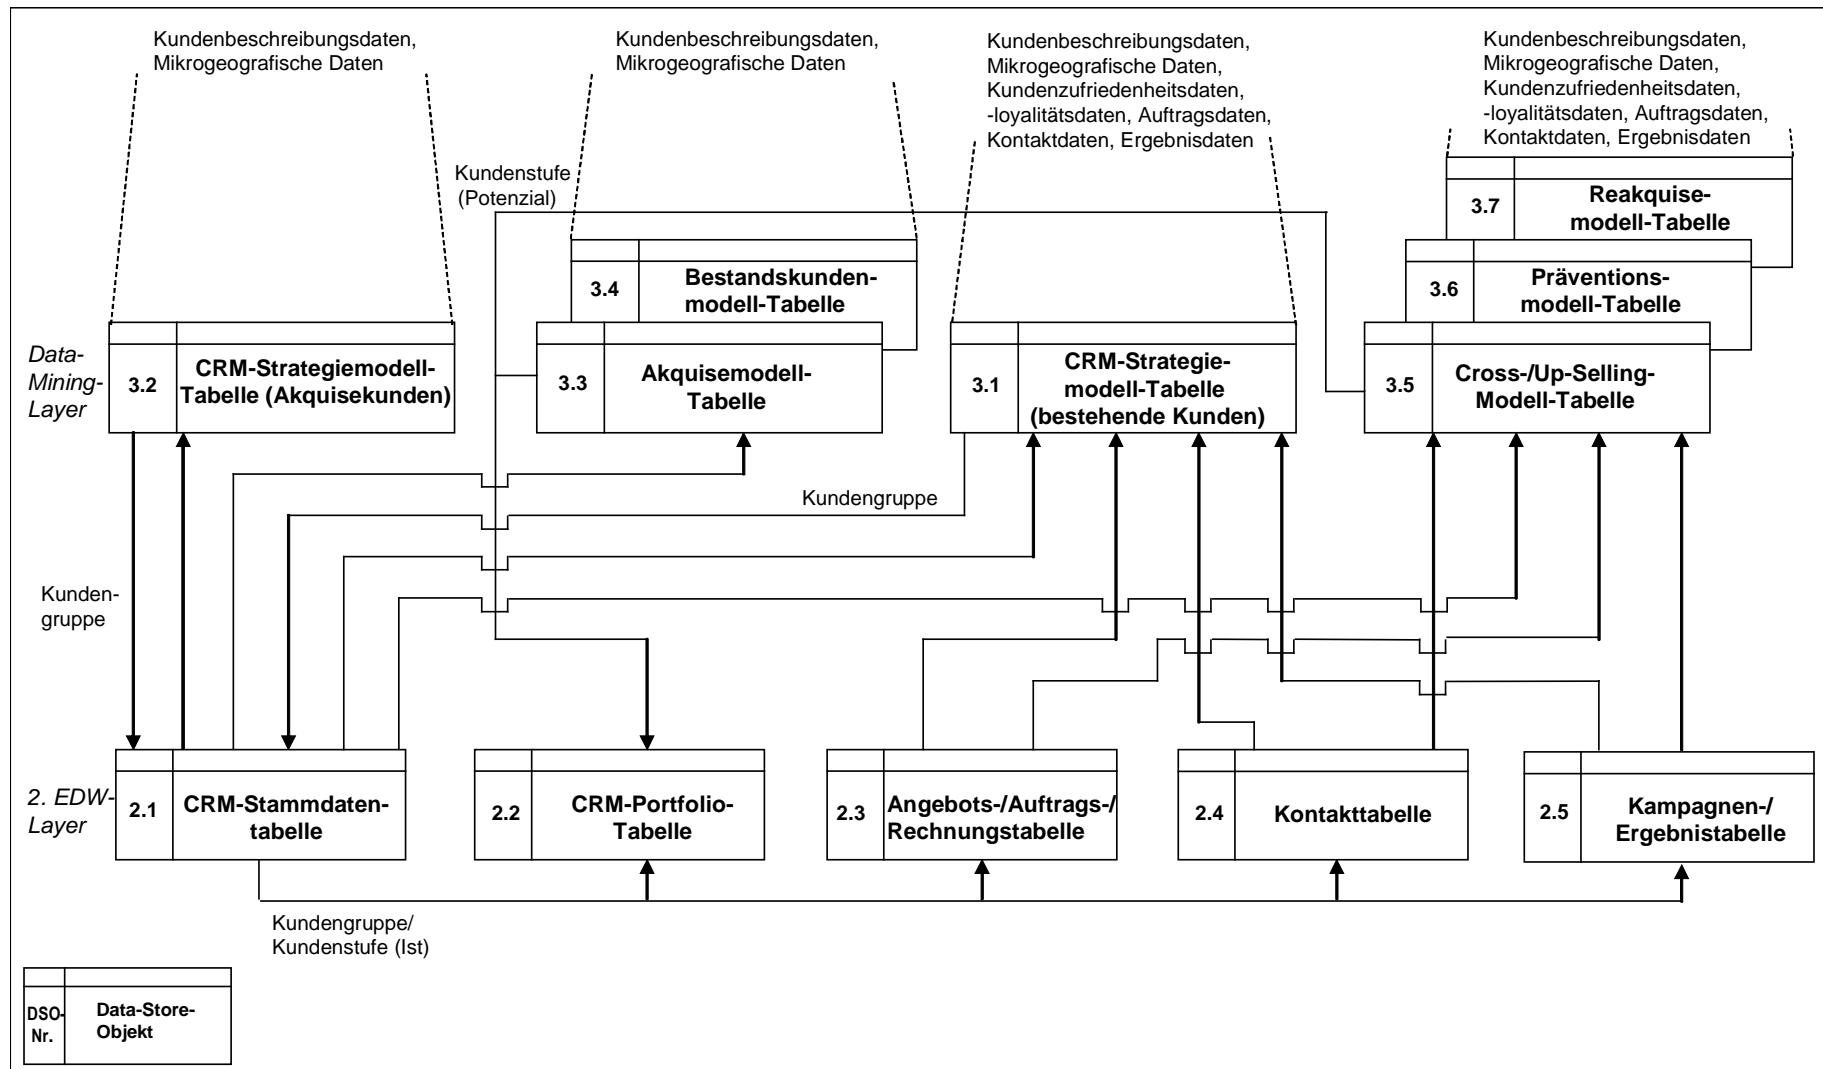 Kundenbeschreibungsdaten,
Mikrogeografische Daten
Kundenbeschreibungsdaten,
Mikrogeografische Daten
Kundenbeschreibungsdaten,
Mikrogeografische Daten,
Kundenzufriedenheitsdaten,
-loyalitätsdaten, Auftragsdaten,
Kontaktdaten, Ergebnisdaten
Kundenbeschreibungsdaten,
Mikrogeografische Daten,
Kundenzufriedenheitsdaten,
-loyalitätsdaten, Auftragsdaten,
Kontaktdaten, Ergebnisdaten
Kundenstufe
(Potenzial)
3.7
Reakquise-
modell-Tabelle
3.4
Bestandskunden-
modell-Tabelle
3.6
Präventions-
modell-Tabelle
Data-
Mining-
Layer
3.2
CRM-Strategiemodell-
Tabelle (Akquisekunden)
3.3
Akquisemodell-
Tabelle
3.1
CRM-Strategie-
modell-Tabelle
(bestehende Kunden)
3.5
Cross-/Up-Selling-
Modell-Tabelle
Kundengruppe
Kunden-
gruppe
2. EDW-
Layer
2.1
CRM-Stammdaten-
tabelle
2.2
CRM-Portfolio-
Tabelle
2.3
Angebots-/Auftrags-/
Rechnungstabelle
2.4
Kontakttabelle
2.5
Kampagnen-/
Ergebnistabelle
Kundengruppe/
Kundenstufe (Ist)
DSO-
Nr.
Data-Store-
Objekt